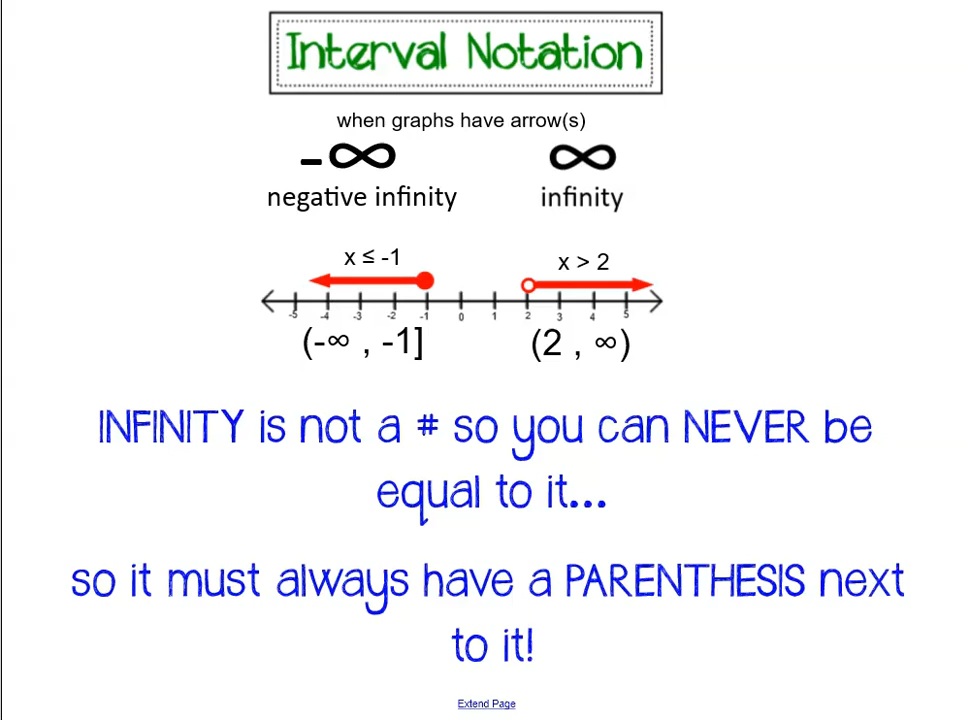 Interval Notation
when graphs have arrow(s)
-∞ ∞
negative infinity infinity
x ≤ -1 x > 2
-5 -4 -3 -2 -1 0 1 2 3 4 5
(-∞ , -1] (2 , ∞)
INFINITY is not a # so you can NEVER be
equal to it...
so it must always have a PARENTHESIS next
to it!
Extend Page